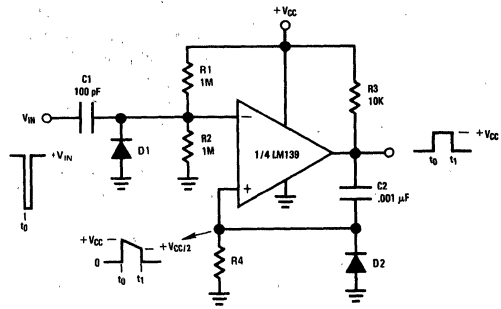 +VCC
C1
100 pF
R1
1M
R3
10K
VIN
D1
R2
1M
1/4 LM139
+VCC
t0 t1
+VIN
t0
C2
.001 µF
+VCC
+VCC/2
0
t0 t1
R4
D2